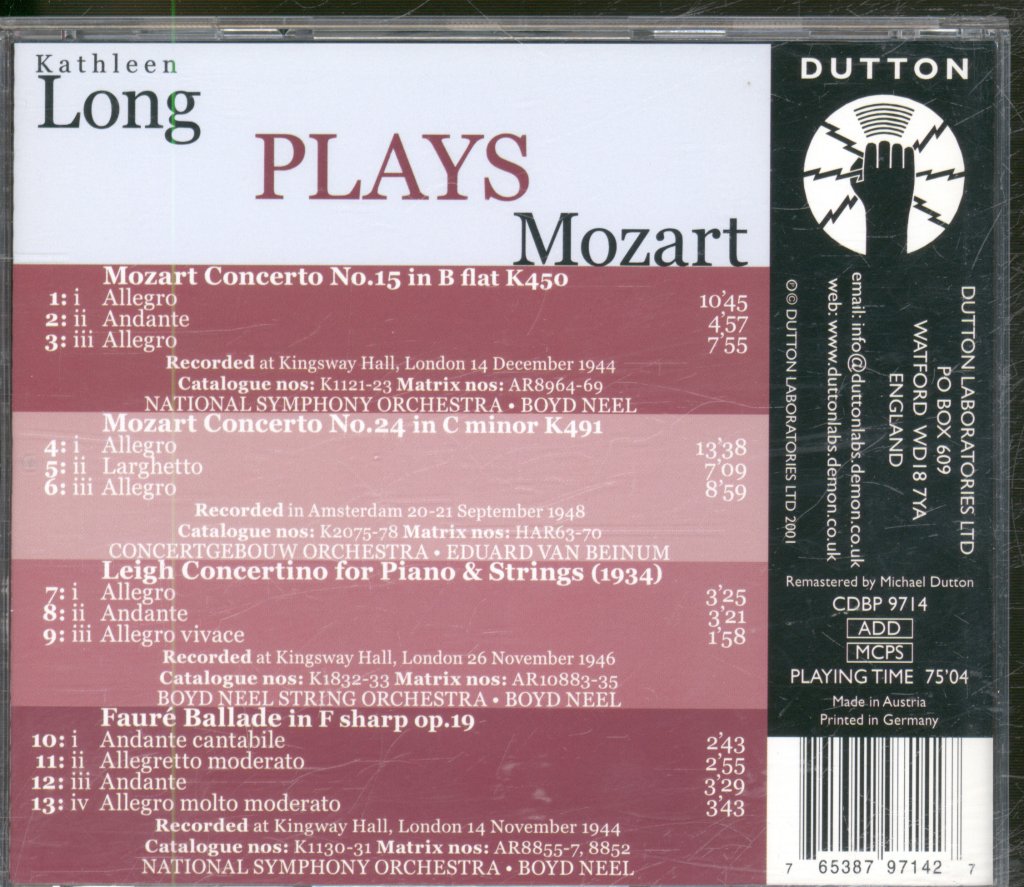 Kathleen
Long
PLAYS
Mozart
Mozart Concerto No.15 in B flat K450
1: i Allegro 10'45
2: ii Andante 4'57
3: iii Allegro 7'55
Recorded at Kingsway Hall, London 14 December 1944
Catalogue nos: K1121-23 Matrix nos: AR8964-69
NATIONAL SYMPHONY ORCHESTRA • BOYD NEEL
Mozart Concerto No.24 in C minor K491
4: i Allegro 13'38
5: ii Larghetto 7'09
6: iii Allegro 8'59
Recorded in Amsterdam 20-21 September 1948
Catalogue nos: K2075-78 Matrix nos: HAR63-70
CONCERTGEBOUW ORCHESTRA • EDUARD VAN BEINUM
Leigh Concertino for Piano & Strings (1934)
7: i Allegro 3'25
8: ii Andante 3'21
9: iii Allegro vivace 1'58
Recorded at Kingsway Hall, London 26 November 1946
Catalogue nos: K1832-33 Matrix nos: AR10883-35
BOYD NEEL STRING ORCHESTRA • BOYD NEEL
Fauré Ballade in F sharp op.19
10: i Andante cantabile 2'43
11: ii Allegretto moderato 2'55
12: iii Andante 3'29
13: iv Allegro molto moderato 3'43
Recorded at Kingway Hall, London 14 November 1944
Catalogue nos: K1130-31 Matrix nos: AR8855-7, 8852
NATIONAL SYMPHONY ORCHESTRA • BOYD NEEL
DUTTON
DUTTON LABORATORIES LTD
PO BOX 609
WATFORD WD18 7YA
ENGLAND
email: info@duttonlabs.demon.co.uk
web: www.duttonlabs.demon.co.uk
℗© DUTTON LABORATORIES LTD 2001
Remastered by Michael Dutton
CDBP 9714
ADD
MCPS
PLAYING TIME 75'04
Made in Austria
Printed in Germany
7 65387 97142 7